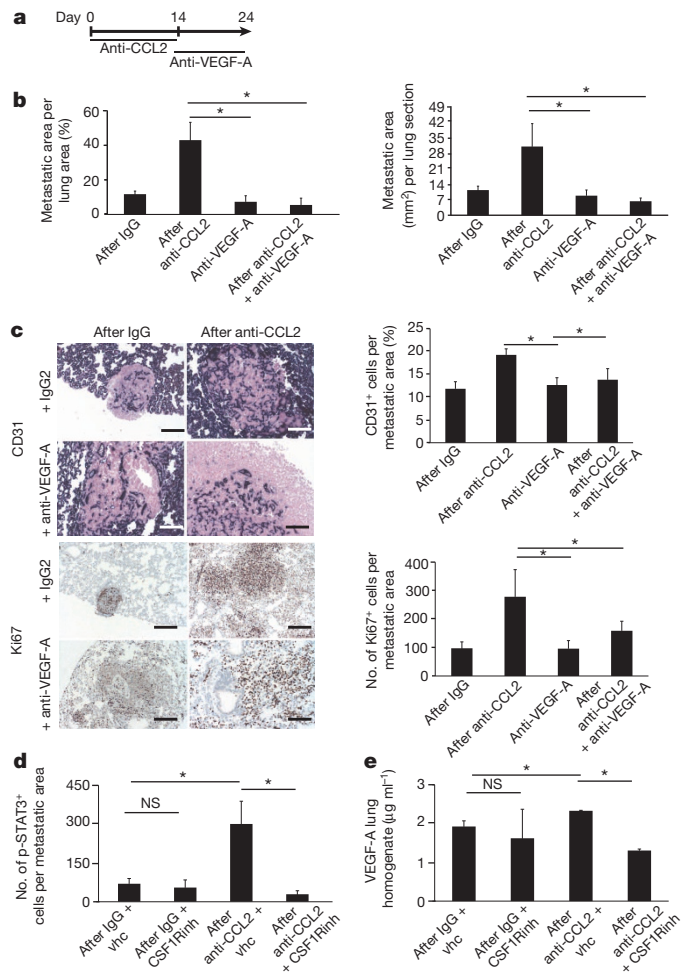 a
Day 0 14 24
Anti-CCL2
Anti-VEGF-A
b
Metastatic area per
lung area (%)
60
40
20
0
*
*
After IgG
After
anti-CCL2
Anti-VEGF-A
After anti-CCL2
+ anti-VEGF-A
Metastatic area
(mm²) per lung section
49
42
35
28
21
14
7
0
*
*
After IgG
After
anti-CCL2
Anti-VEGF-A
After anti-CCL2
+ anti-VEGF-A
c
After IgG After anti-CCL2
CD31
+ IgG2
+ anti-VEGF-A
Ki67
+ IgG2
+ anti-VEGF-A
CD31⁺ cells per
metastatic area (%)
25
20
15
10
5
0
* *
After IgG
After anti-CCL2
Anti-VEGF-A
After
anti-CCL2
+ anti-VEGF-A
No. of Ki67⁺ cells per
metastatic area
400
300
200
100
0
*
*
After IgG
After anti-CCL2
Anti-VEGF-A
After
anti-CCL2
+ anti-VEGF-A
d
No. of p-STAT3⁺
cells per metastatic area
450
300
150
0
* *
NS
After IgG +
vhc
After IgG +
CSF1Rinh
After
anti-CCL2 +
vhc
After
anti-CCL2
+ CSF1Rinh
e
VEGF-A lung
homogenate (µg ml⁻¹)
3
2
1
0
* *
NS
After IgG +
vhc
After IgG +
CSF1Rinh
After
anti-CCL2 +
vhc
After
anti-CCL2
+ CSF1Rinh